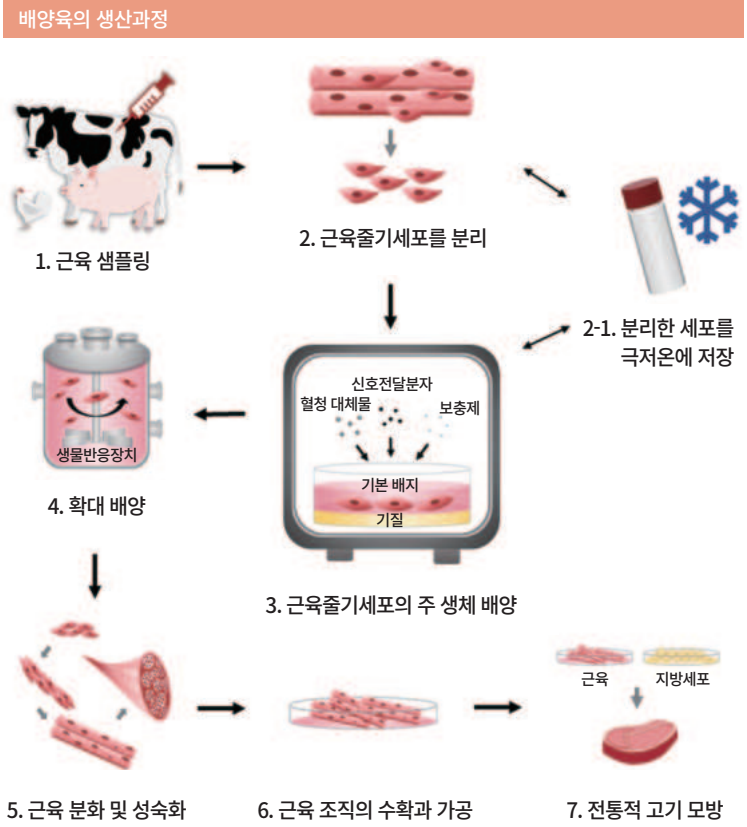 배양육의 생산과정
1. 근육 샘플링
2. 근육줄기세포를 분리
2-1. 분리한 세포를
극저온에 저장
신호전달분자
혈청 대체물
보충제
기본 배지
기질
3. 근육줄기세포의 주 생체 배양
생물반응장치
4. 확대 배양
5. 근육 분화 및 성숙화
6. 근육 조직의 수확과 가공
근육
지방세포
7. 전통적 고기 모방